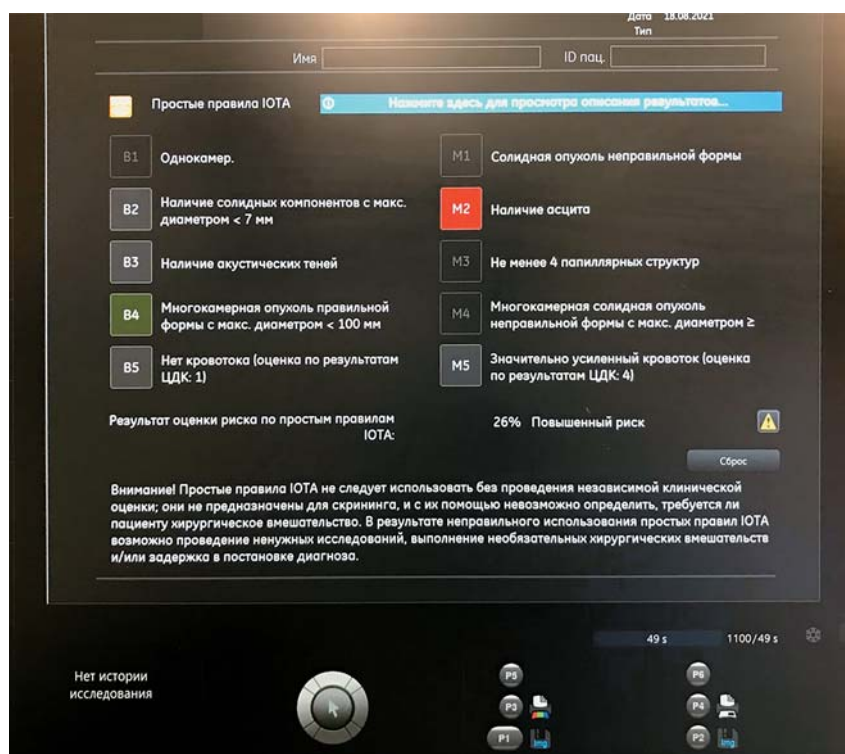 Дата 18.08.2021
Тип
Имя
ID пац.
Простые правила IOTA
Нажмите здесь для просмотра описания результатов...
B1 Однокамер.
M1 Солидная опухоль неправильной формы
B2 Наличие солидных компонентов с макс.
диаметром < 7 мм
M2 Наличие асцита
B3 Наличие акустических теней
M3 Не менее 4 папиллярных структур
B4 Многокамерная опухоль правильной
формы с макс. диаметром < 100 мм
M4 Многокамерная солидная опухоль
неправильной формы с макс. диаметром ≥
B5 Нет кровотока (оценка по результатам
ЦДК: 1)
M5 Значительно усиленный кровоток (оценка
по результатам ЦДК: 4)
Результат оценки риска по простым правилам
IOTA:
26% Повышенный риск
Сброс
Внимание! Простые правила IOTA не следует использовать без проведения независимой клинической
оценки; они не предназначены для скрининга, и с их помощью невозможно определить, требуется ли
пациенту хирургическое вмешательство. В результате неправильного использования простых правил IOTA
возможно проведение ненужных исследований, выполнение необязательных хирургических вмешательств
и/или задержка в постановке диагноза.
49 s
1100/49 s
Нет истории
исследования
P5
P6
P3
P4
P1
img
P2
img